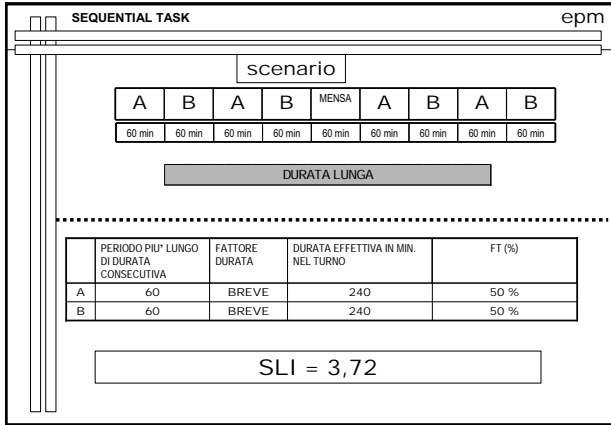 SEQUENTIAL TASK
epm
scenario
A B A B MENSA A B A B
60 min 60 min 60 min 60 min 60 min 60 min 60 min 60 min 60 min
DURATA LUNGA
PERIODO PIU' LUNGO DI DURATA CONSECUTIVA FATTORE DURATA DURATA EFFETTIVA IN MIN. NEL TURNO FT (%)
A 60 BREVE 240 50 %
B 60 BREVE 240 50 %
SLI = 3,72